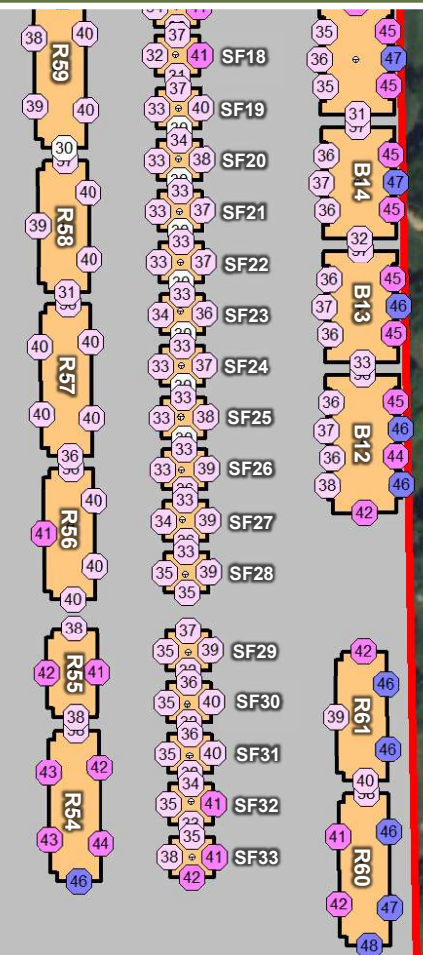 38 40 R59 39 40 30
40 R58 39 40 31
40 40 R57 40 40 36
40 41 R56 40 40
38 42 R55 41 38
43 42 R54 43 44 46
37 32 41 SF18
37 33 40 SF19
34 33 38 SF20
33 33 37 SF21
33 33 37 SF22
33 34 36 SF23
33 33 37 SF24
33 33 38 SF25
33 33 39 SF26
33 34 39 SF27
33 35 39 SF28 35
37 35 39 SF29
36 35 40 SF30
36 35 40 SF31
34 35 41 SF32
35 38 41 SF33 42
35 45 36 47 35 45 31
36 45 B14 37 47 36 45 32
36 45 B13 37 46 36 45 33
36 45 B12 37 46 36 44 38 46 42
42 46 R61 39 46 40
41 46 R60 42 47 48